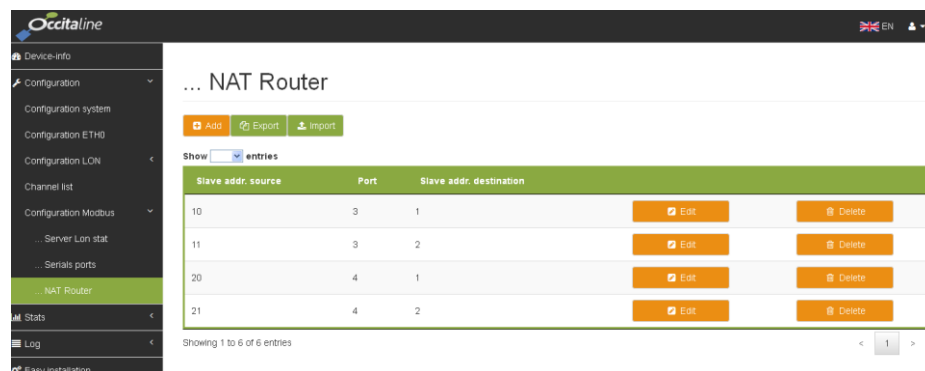 Occitaline
EN
Device-info
Configuration
Configuration system
Configuration ETH0
Configuration LON
Channel list
Configuration Modbus
... Server Lon stat
... Serials ports
... NAT Router
Stats
Log
Easy installation
... NAT Router
Add Export Import
Show entries
Slave addr. source Port Slave addr. destination
10 3 1 Edit Delete
11 3 2 Edit Delete
20 4 1 Edit Delete
21 4 2 Edit Delete
Showing 1 to 6 of 6 entries
< 1 >